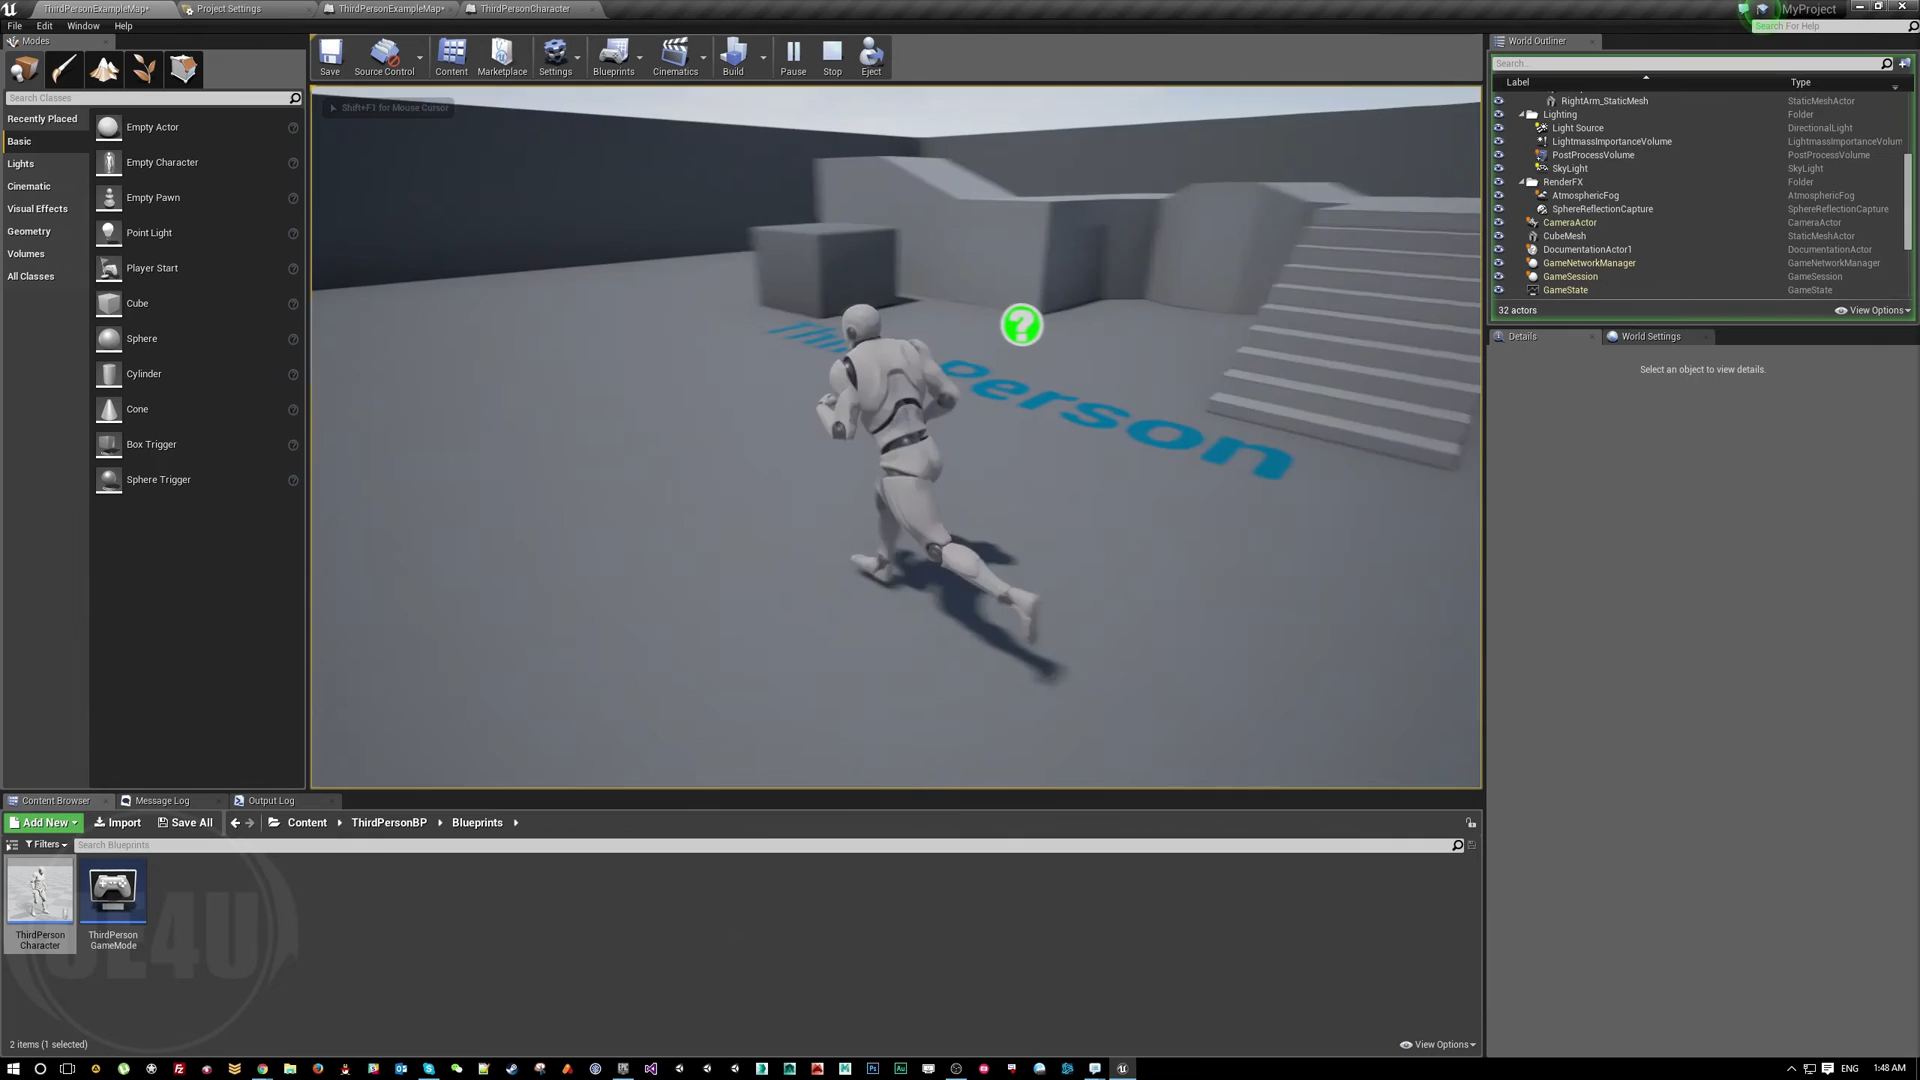 ThirdPersonExampleMap*
Project Settings
ThirdPersonExampleMap*
ThirdPersonCharacter
MyProject
File
Edit
Window
Help
Search For Help
Modes
Save
Source Control
Content
Marketplace
Settings
Blueprints
Cinematics
Build
Pause
Stop
Eject
World Outliner
Search Classes
Search...
Label
Type
Recently Placed
Basic
Lights
Cinematic
Visual Effects
Geometry
Volumes
All Classes
Empty Actor
Empty Character
Empty Pawn
Point Light
Player Start
Cube
Sphere
Cylinder
Cone
Box Trigger
Sphere Trigger
Shift+F1 for Mouse Cursor
person
RightArm_StaticMesh StaticMeshActor
Lighting Folder
Light Source DirectionalLight
LightmassImportanceVolume LightmassImportanceVolum
PostProcessVolume PostProcessVolume
SkyLight SkyLight
RenderFX Folder
AtmosphericFog AtmosphericFog
SphereReflectionCapture SphereReflectionCapture
CameraActor CameraActor
CubeMesh StaticMeshActor
DocumentationActor1 DocumentationActor
GameNetworkManager GameNetworkManager
GameSession GameSession
GameState GameState
32 actors
View Options
Details
World Settings
Select an object to view details.
Content Browser
Message Log
Output Log
Add New
Import
Save All
Content
ThirdPersonBP
Blueprints
Filters
Search Blueprints
ThirdPerson
Character
ThirdPerson
GameMode
2 items (1 selected)
View Options
ENG
1:48 AM